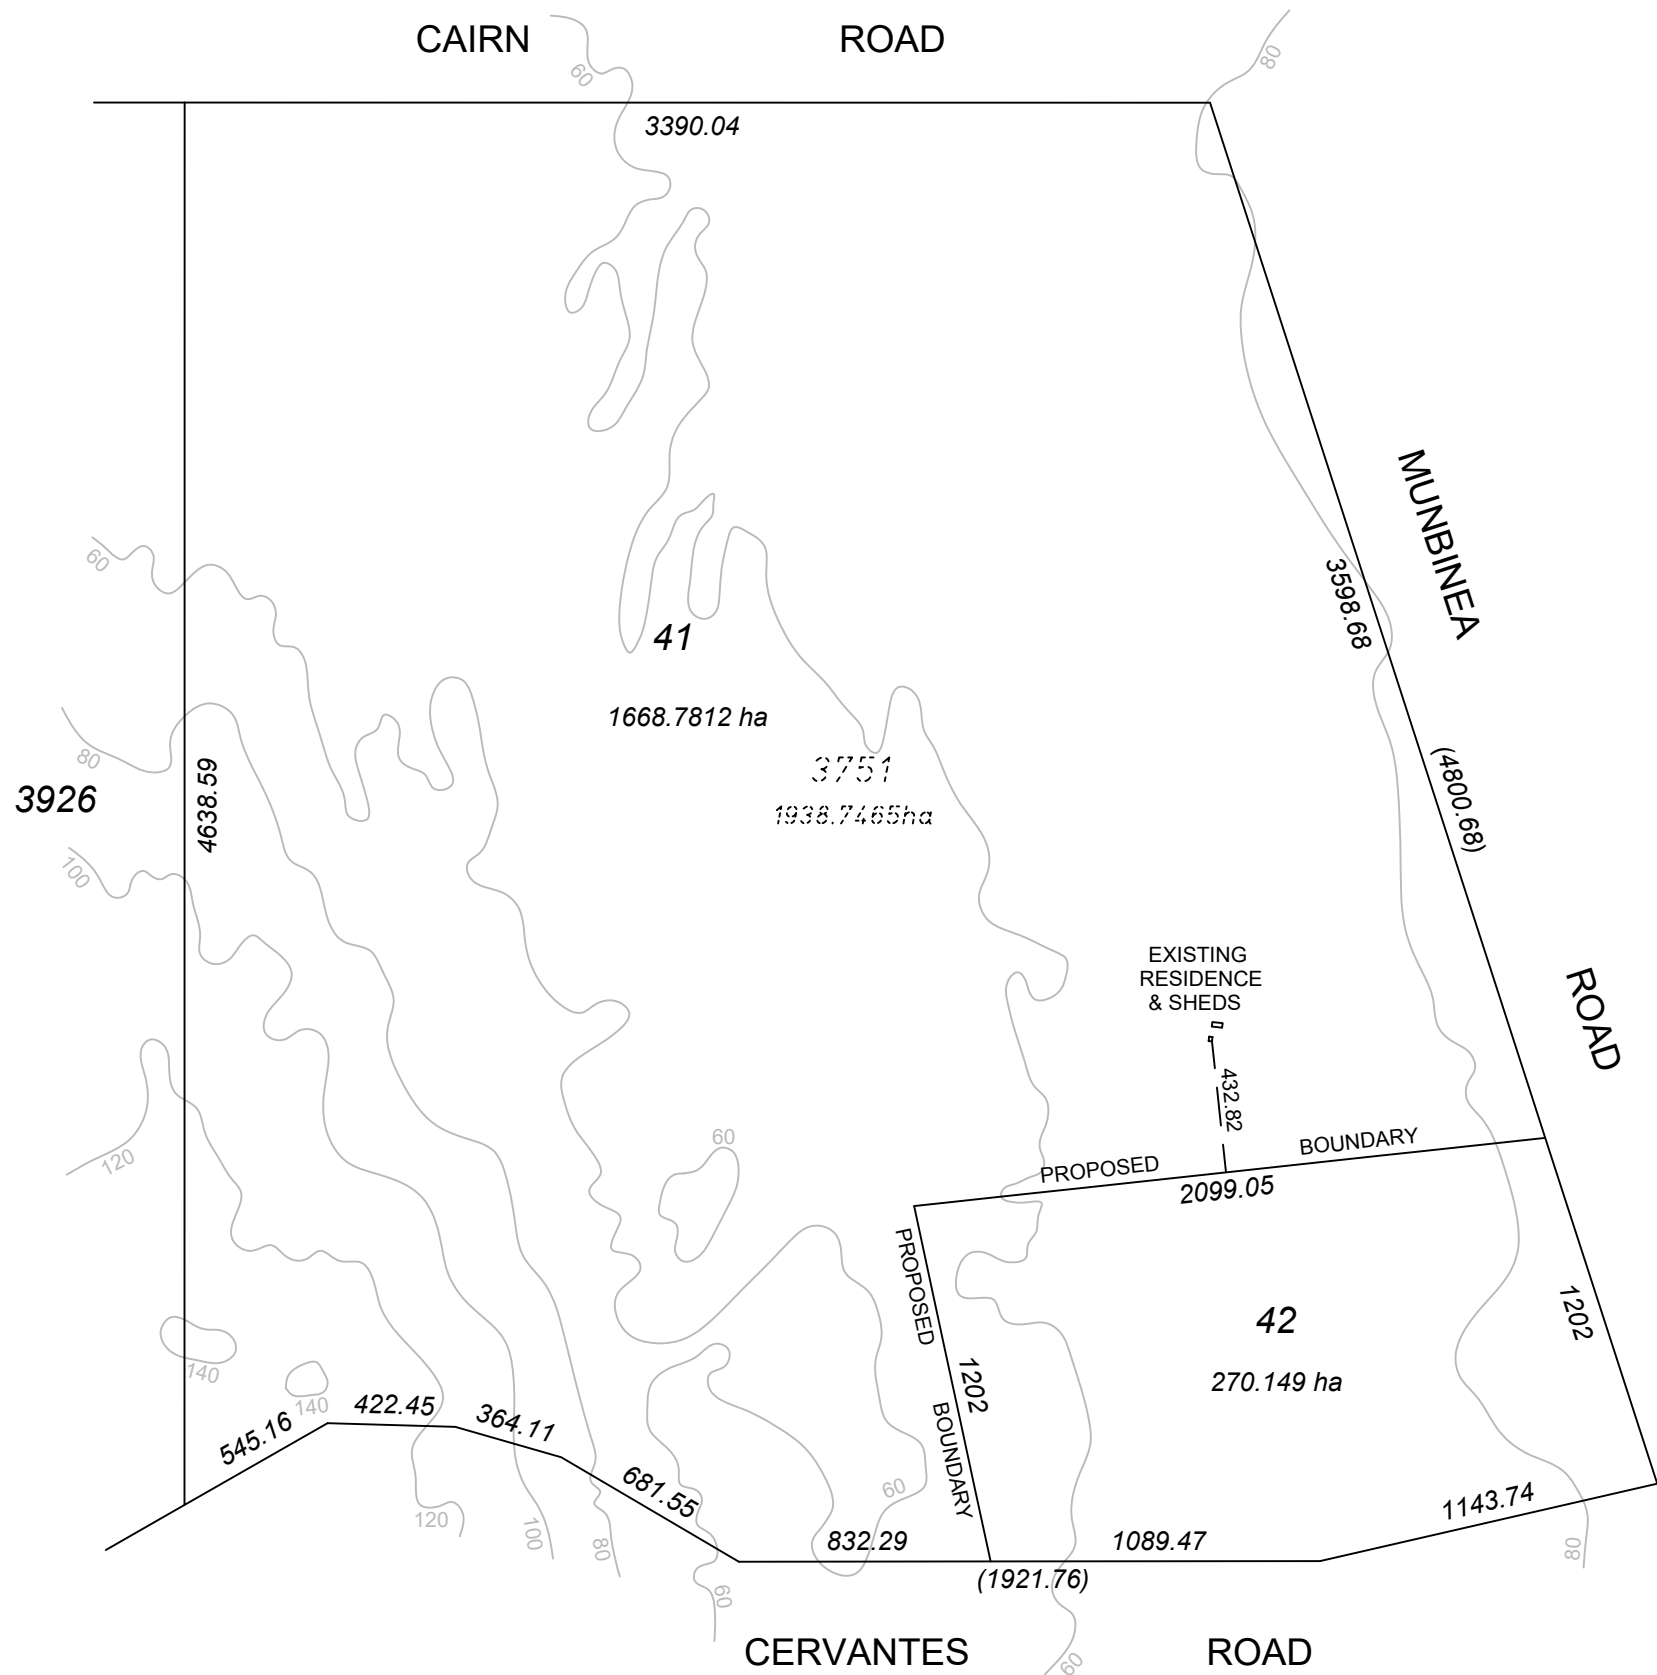 CAIRN ROAD
60
80
3390.04
MUNBINEA
60
3598.68
41
1668.7812 ha
80
3926
4638.59
3751
1938.7465ha
(4800.68)
100
EXISTING
RESIDENCE
& SHEDS
ROAD
432.82
120
60
PROPOSED BOUNDARY
2099.05
PROPOSED
1202
42
1202
270.149 ha
140
140
545.16
422.45
364.11
681.55
BOUNDARY
60
1143.74
120
100
80
832.29
1089.47
80
(1921.76)
60
60
CERVANTES ROAD